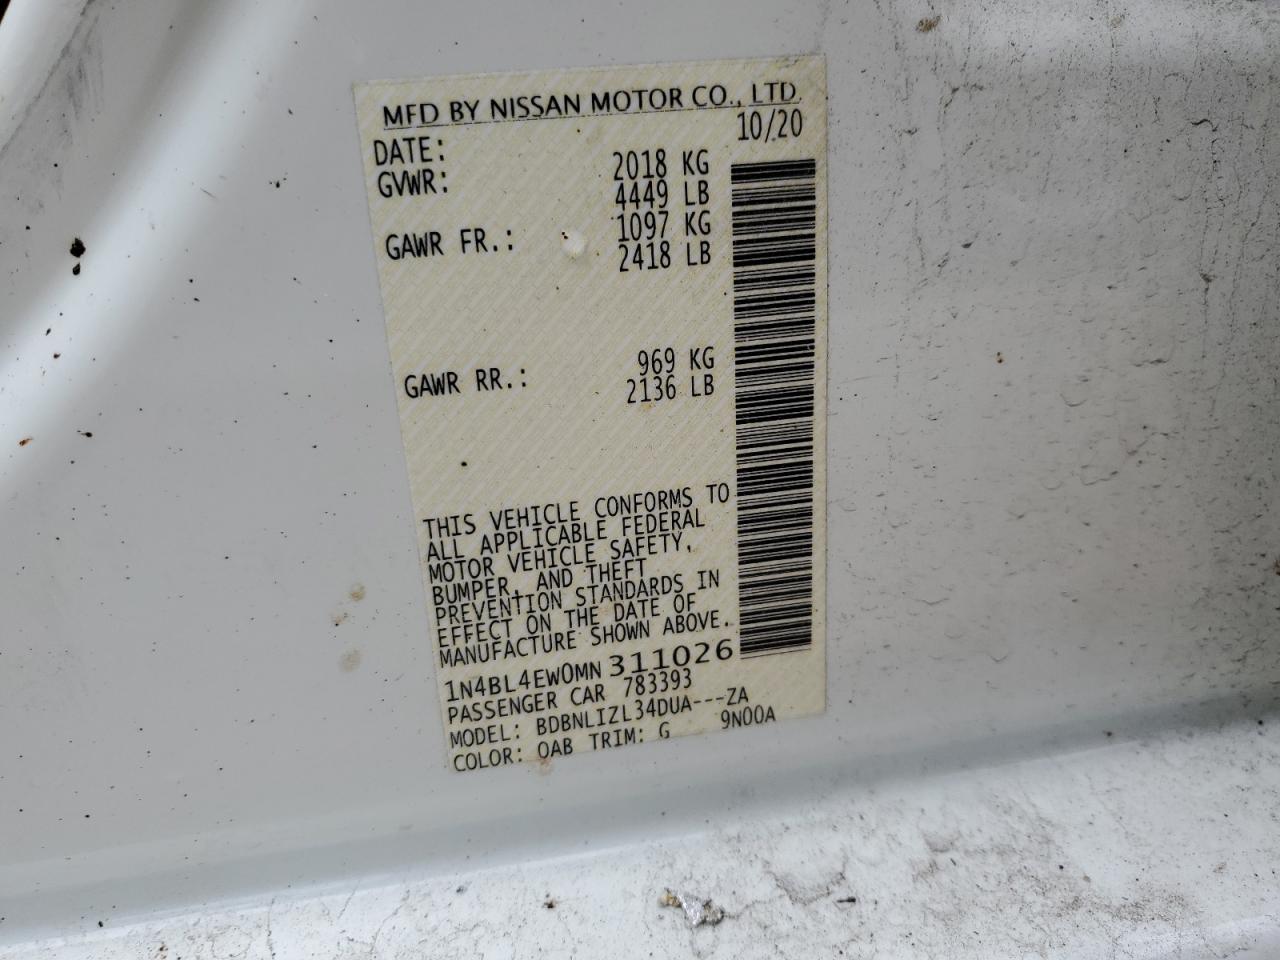 MFD BY NISSAN MOTOR CO., LTD.
DATE: 10/20
GVWR: 2018 KG
4449 LB
GAWR FR.: 1097 KG
2418 LB
GAWR RR.: 969 KG
2136 LB
THIS VEHICLE CONFORMS TO
ALL APPLICABLE FEDERAL
MOTOR VEHICLE SAFETY,
BUMPER, AND THEFT
PREVENTION STANDARDS IN
EFFECT ON THE DATE OF
MANUFACTURE SHOWN ABOVE.
1N4BL4EW0MN311026
PASSENGER CAR 783393
MODEL: BDBNLIZL34DUA---ZA
COLOR: QAB TRIM: G 9N00A